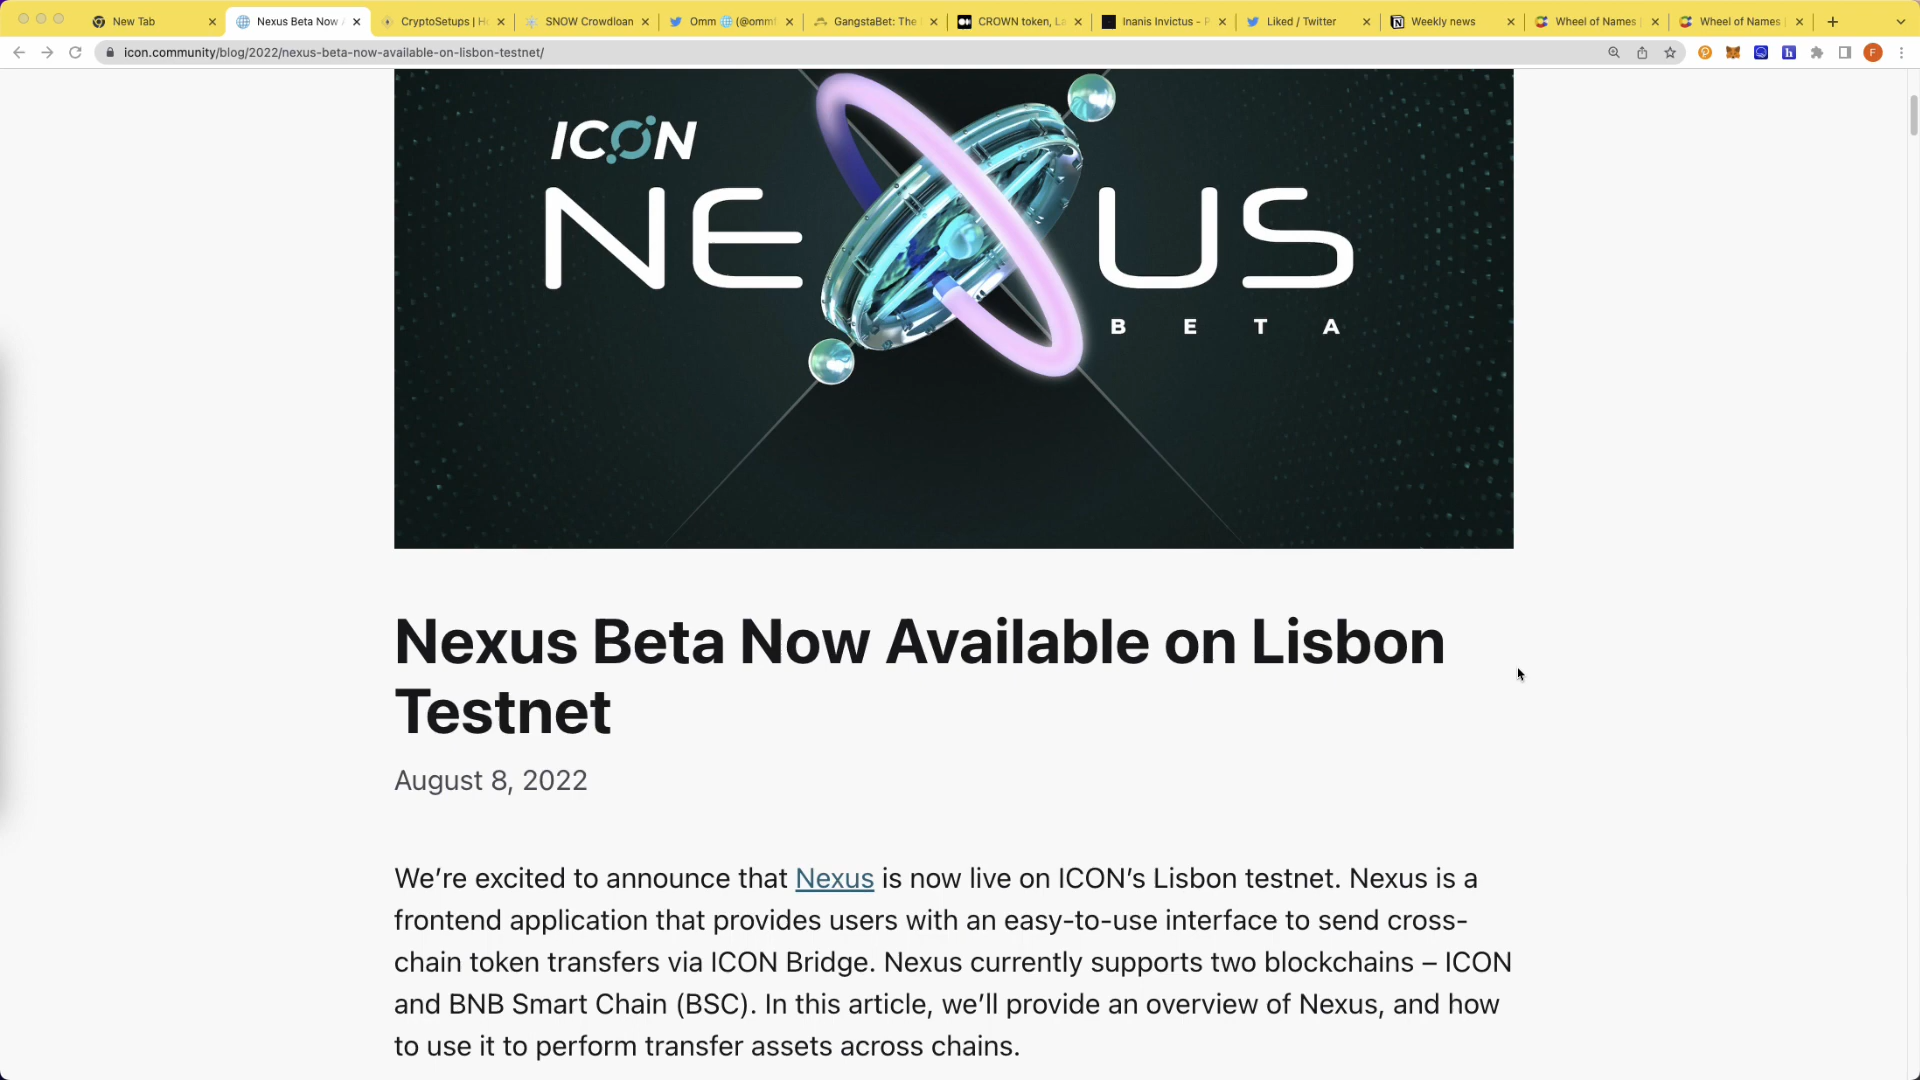 New Tab
Nexus Beta Now
CryptoSetups | H
SNOW Crowdloan
Omm 🌐 (@omm
GangstaBet: The
CROWN token, La
Inanis Invictus - P
Liked / Twitter
Weekly news
Wheel of Names
Wheel of Names
icon.community/blog/2022/nexus-beta-now-available-on-lisbon-testnet/
F
ICON
NEXUS
BETA
Nexus Beta Now Available on Lisbon
Testnet
August 8, 2022
We’re excited to announce that Nexus is now live on ICON’s Lisbon testnet. Nexus is a
frontend application that provides users with an easy-to-use interface to send cross-
chain token transfers via ICON Bridge. Nexus currently supports two blockchains – ICON
and BNB Smart Chain (BSC). In this article, we’ll provide an overview of Nexus, and how
to use it to perform transfer assets across chains.